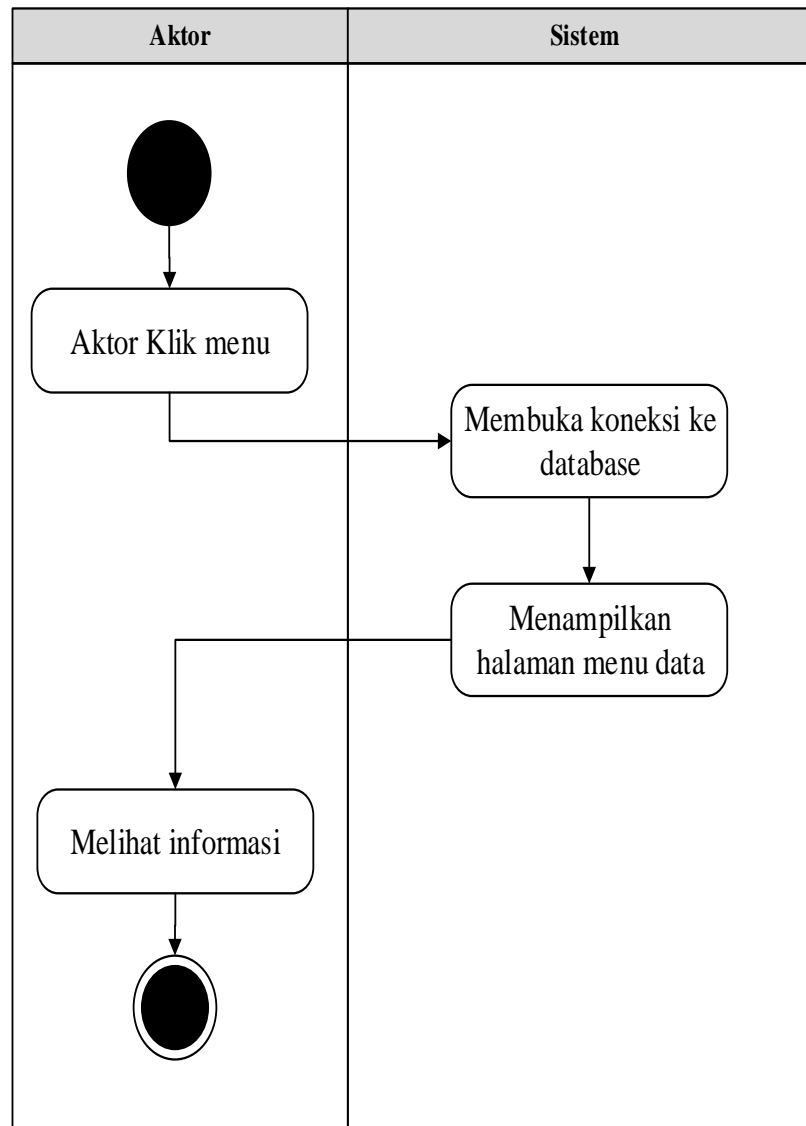 Aktor
Sistem
Aktor Klik menu
Membuka koneksi ke
database
Menampilkan
halaman menu data
Melihat informasi